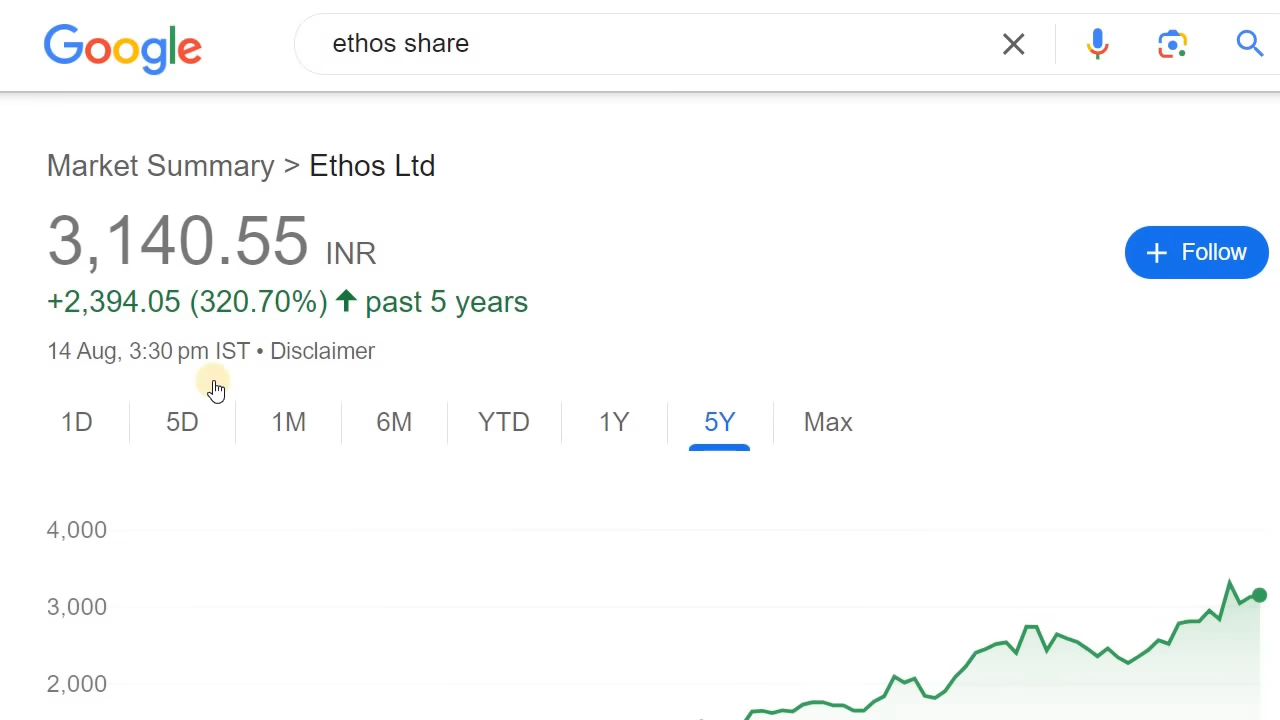 Google
ethos share
Market Summary > Ethos Ltd
3,140.55 INR
+ Follow
+2,394.05 (320.70%) ↑ past 5 years
14 Aug, 3:30 pm IST • Disclaimer
1D 5D 1M 6M YTD 1Y 5Y Max
4,000
3,000
2,000